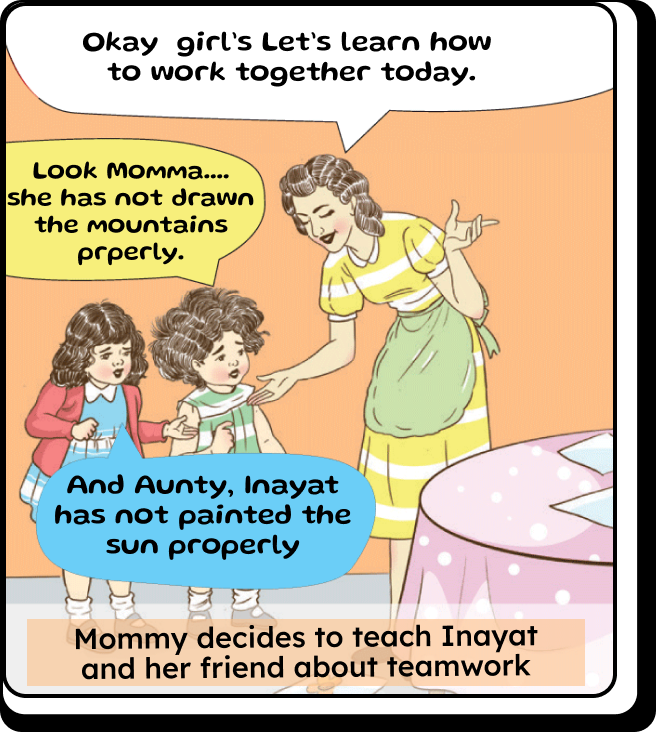 Okay girl's Let's learn how
to work together today.
Look Momma....
she has not drawn
the mountains
prperly.
And Aunty, Inayat
has not painted the
sun properly
Mommy decides to teach Inayat
and her friend about teamwork